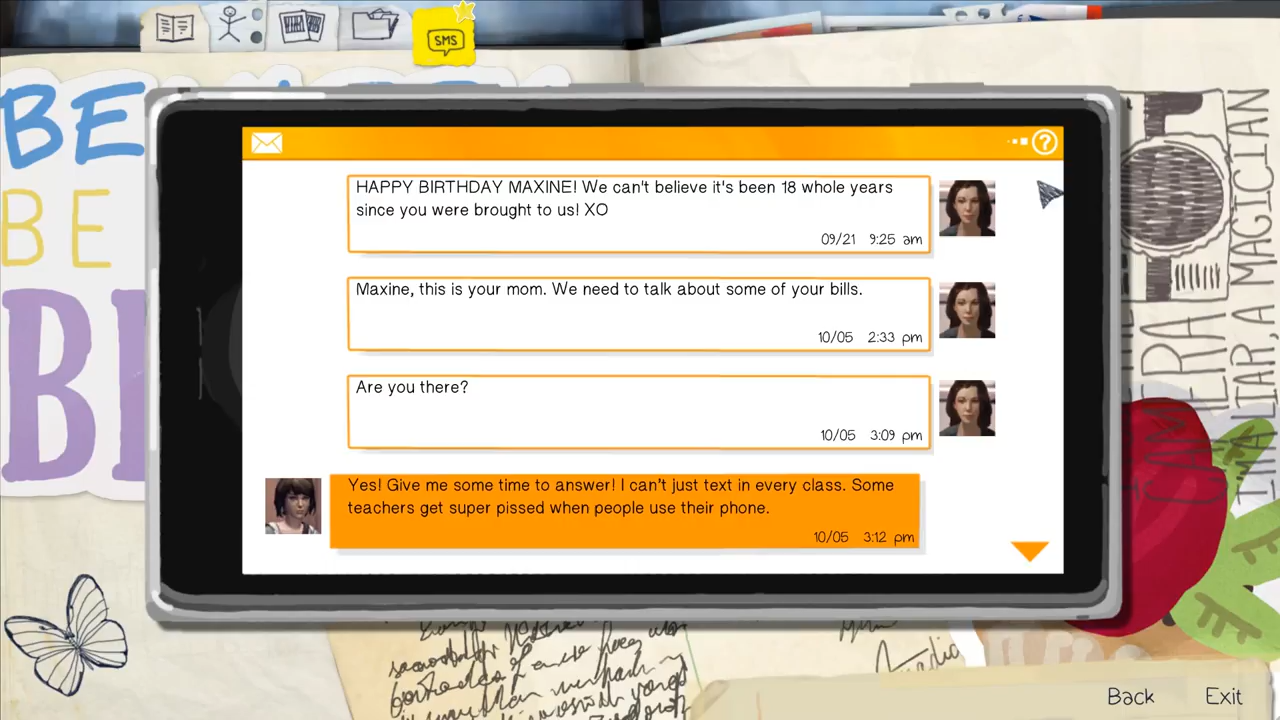 SMS
BE
BE
HAPPY BIRTHDAY MAXINE! We can't believe it's been 18 whole years
since you were brought to us! XO
09/21 9:25 am
Maxine, this is your mom. We need to talk about some of your bills.
10/05 2:33 pm
Are you there?
10/05 3:09 pm
Yes! Give me some time to answer! I can't just text in every class. Some
teachers get super pissed when people use their phone.
10/05 3:12 pm
?
A MAGICIAN
Back Exit